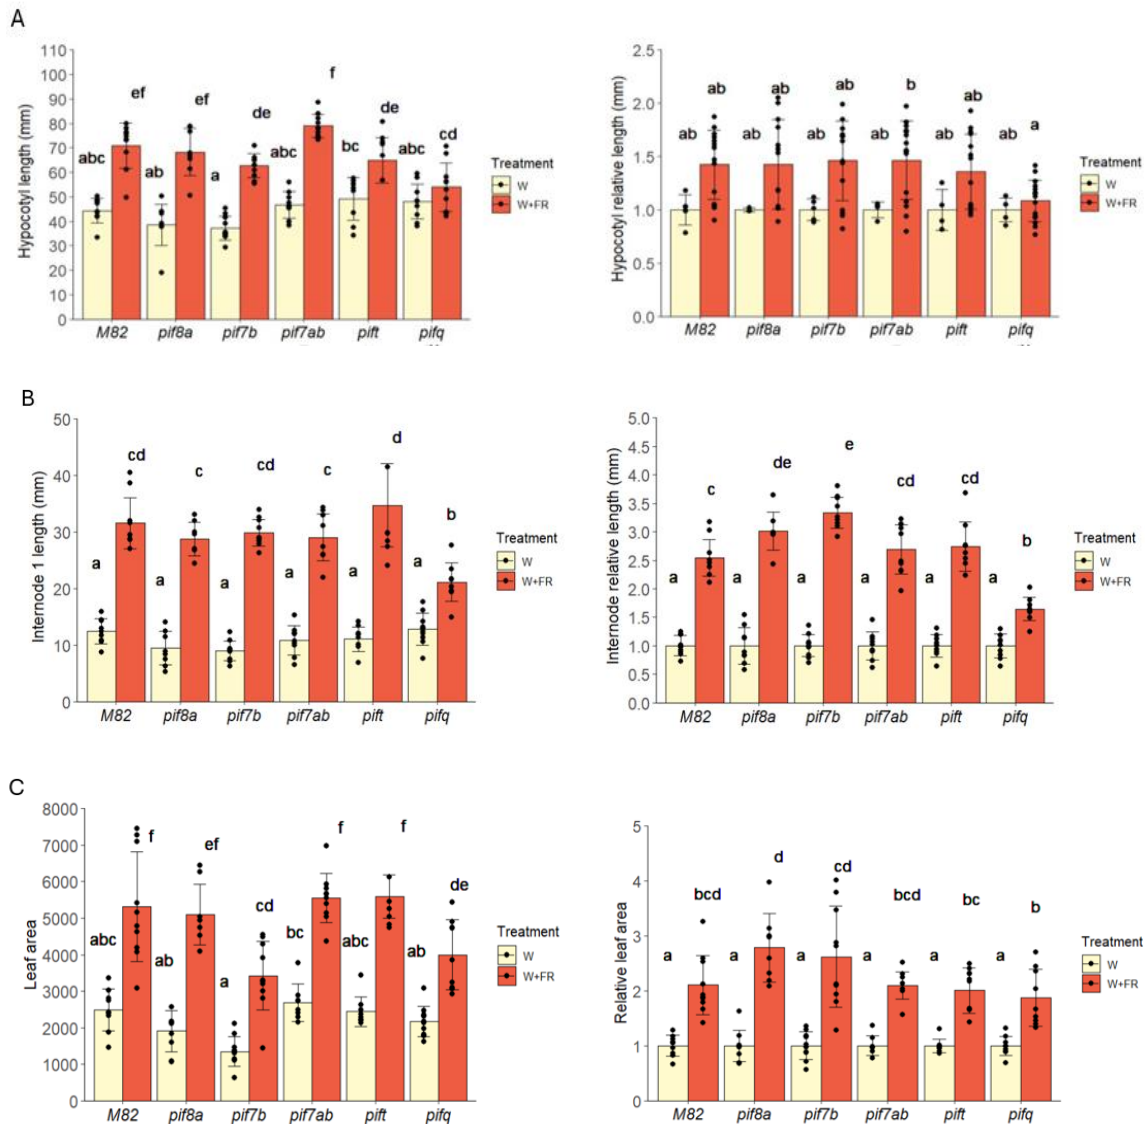 A
Hypocotyl length (mm)
110
100
90
80
70
60
50
40
30
20
10
0
abc
ef
ab
ef
a
de
abc
f
bc
de
abc
cd
M82
pif8a
pif7b
pif7ab
pift
pifq
Treatment
W
W+FR
Hypocotyl relative length (mm)
2.5
2.0
1.5
1.0
0.5
0.0
ab
ab
ab
ab
ab
ab
ab
b
ab
ab
ab
a
M82
pif8a
pif7b
pif7ab
pift
pifq
Treatment
W
W+FR
B
Internode 1 length (mm)
50
40
30
20
10
0
a
cd
a
c
a
cd
a
c
a
d
a
b
M82
pif8a
pif7b
pif7ab
pift
pifq
Treatment
W
W+FR
Internode relative length (mm)
5.0
4.5
4.0
3.5
3.0
2.5
2.0
1.5
1.0
0.5
0.0
a
c
a
de
a
e
a
cd
a
cd
a
b
M82
pif8a
pif7b
pif7ab
pift
pifq
Treatment
W
W+FR
C
Leaf area
8000
7000
6000
5000
4000
3000
2000
1000
0
abc
f
ab
ef
a
cd
bc
f
abc
f
ab
de
M82
pif8a
pif7b
pif7ab
pift
pifq
Treatment
W
W+FR
Relative leaf area
5
4
3
2
1
0
a
bcd
a
d
a
cd
a
bcd
a
bc
a
b
M82
pif8a
pif7b
pif7ab
pift
pifq
Treatment
W
W+FR